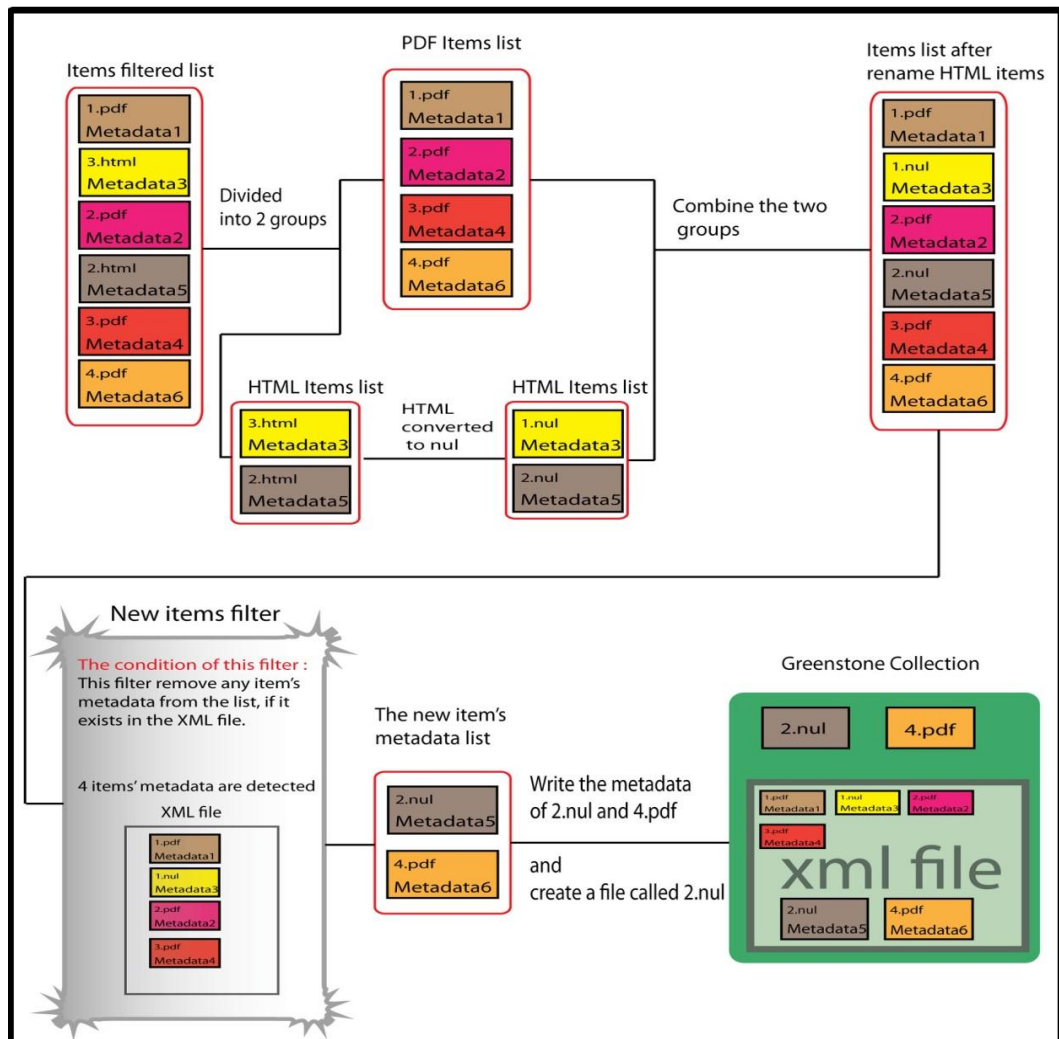 Items filtered list
1.pdf
Metadata1
3.html
Metadata3
2.pdf
Metadata2
2.html
Metadata5
3.pdf
Metadata4
4.pdf
Metadata6
Divided
into 2 groups
PDF Items list
1.pdf
Metadata1
2.pdf
Metadata2
3.pdf
Metadata4
4.pdf
Metadata6
HTML Items list
3.html
Metadata3
2.html
Metadata5
HTML
converted
to nul
HTML Items list
1.nul
Metadata3
2.nul
Metadata5
Combine the two
groups
Items list after
rename HTML items
1.pdf
Metadata1
1.nul
Metadata3
2.pdf
Metadata2
2.nul
Metadata5
3.pdf
Metadata4
4.pdf
Metadata6
New items filter
The condition of this filter :
This filter remove any item's
metadata from the list, if it
exists in the XML file.
4 items' metadata are detected
XML file
1.pdf
Metadata1
1.nul
Metadata3
2.pdf
Metadata2
3.pdf
Metadata4
The new item's
metadata list
2.nul
Metadata5
4.pdf
Metadata6
Write the metadata
of 2.nul and 4.pdf
and
create a file called 2.nul
Greenstone Collection
2.nul
4.pdf
1.pdf
Metadata1
1.nul
Metadata3
2.pdf
Metadata2
3.pdf
Metadata4
xml file
2.nul
Metadata5
4.pdf
Metadata6